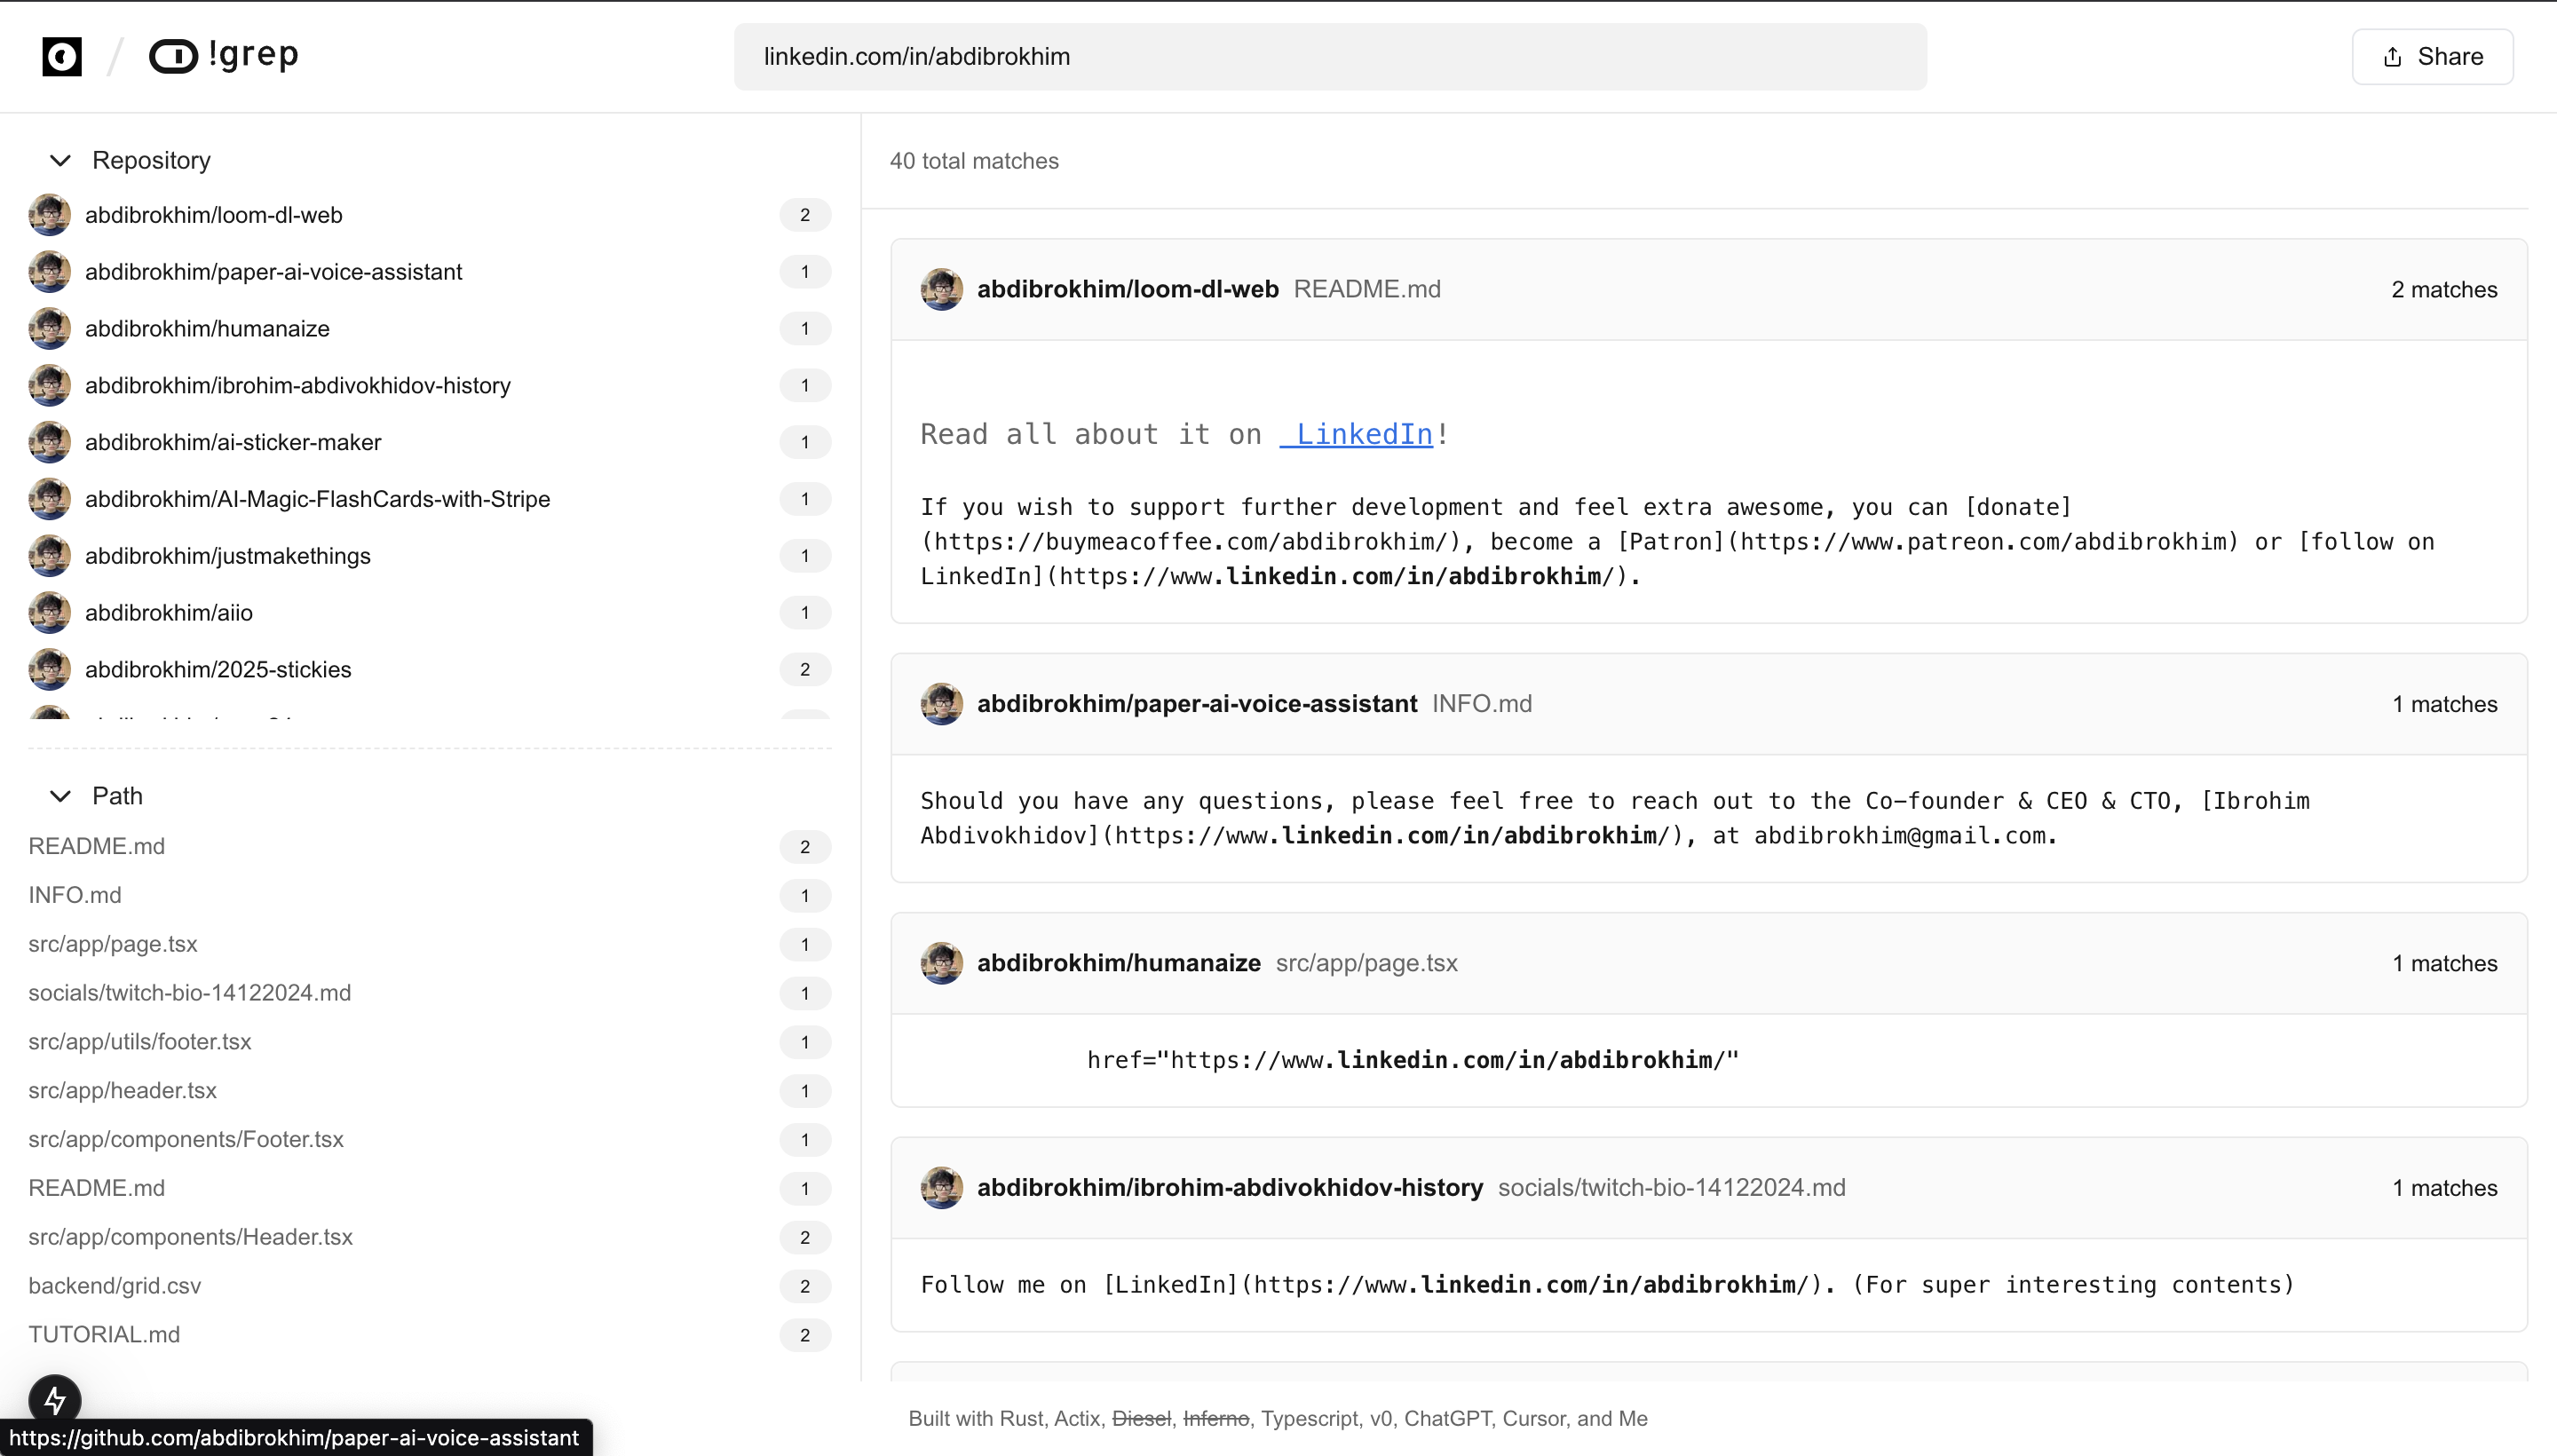 !grep
linkedin.com/in/abdibrokhim
Share
Repository
abdibrokhim/loom-dl-web 2
abdibrokhim/paper-ai-voice-assistant 1
abdibrokhim/humanaize 1
abdibrokhim/ibrohim-abdivokhidov-history 1
abdibrokhim/ai-sticker-maker 1
abdibrokhim/AI-Magic-FlashCards-with-Stripe 1
abdibrokhim/justmakethings 1
abdibrokhim/aiio 1
abdibrokhim/2025-stickies 2
Path
README.md 2
INFO.md 1
src/app/page.tsx 1
socials/twitch-bio-14122024.md 1
src/app/utils/footer.tsx 1
src/app/header.tsx 1
src/app/components/Footer.tsx 1
README.md 1
src/app/components/Header.tsx 2
backend/grid.csv 2
TUTORIAL.md 2
https://github.com/abdibrokhim/paper-ai-voice-assistant
40 total matches
abdibrokhim/loom-dl-web README.md 2 matches
Read all about it on LinkedIn!
If you wish to support further development and feel extra awesome, you can [donate]
(https://buymeacoffee.com/abdibrokhim/), become a [Patron](https://www.patreon.com/abdibrokhim) or [follow on
LinkedIn](https://www.linkedin.com/in/abdibrokhim/).
abdibrokhim/paper-ai-voice-assistant INFO.md 1 matches
Should you have any questions, please feel free to reach out to the Co-founder & CEO & CTO, [Ibrohim
Abdivokhidov](https://www.linkedin.com/in/abdibrokhim/), at abdibrokhim@gmail.com.
abdibrokhim/humanaize src/app/page.tsx 1 matches
href="https://www.linkedin.com/in/abdibrokhim/"
abdibrokhim/ibrohim-abdivokhidov-history socials/twitch-bio-14122024.md 1 matches
Follow me on [LinkedIn](https://www.linkedin.com/in/abdibrokhim/). (For super interesting contents)
Built with Rust, Actix, Diesel, Inferno, Typescript, v0, ChatGPT, Cursor, and Me